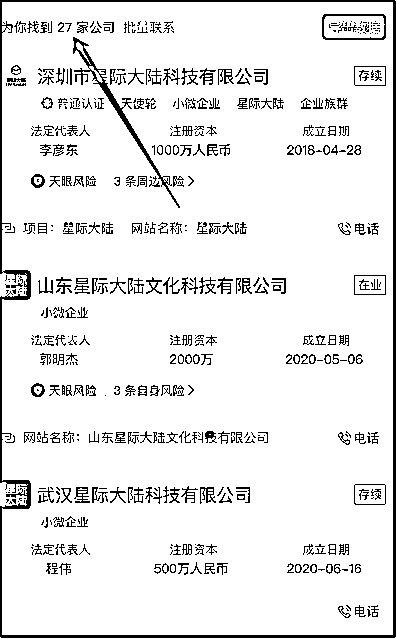 为你找到 27 家公司 批量联系
深圳市星际大陆科技有限公司 存续
普通认证 天使轮 小微企业 星际大陆 企业族群
法定代表人 注册资本 成立日期
李彦东 1000万人民币 2018-04-28
天眼风险 3 条周边风险 >
项目：星际大陆 网站名称：星际大陆 电话
星际大陆
山东星际大陆文化科技有限公司 在业
小微企业
法定代表人 注册资本 成立日期
郭明杰 2000万 2020-05-06
天眼风险 3 条自身风险 >
网站名称：山东星际大陆文化科技有限公司 电话
星际大陆
武汉星际大陆科技有限公司 存续
小微企业
法定代表人 注册资本 成立日期
程伟 500万人民币 2020-06-16
电话